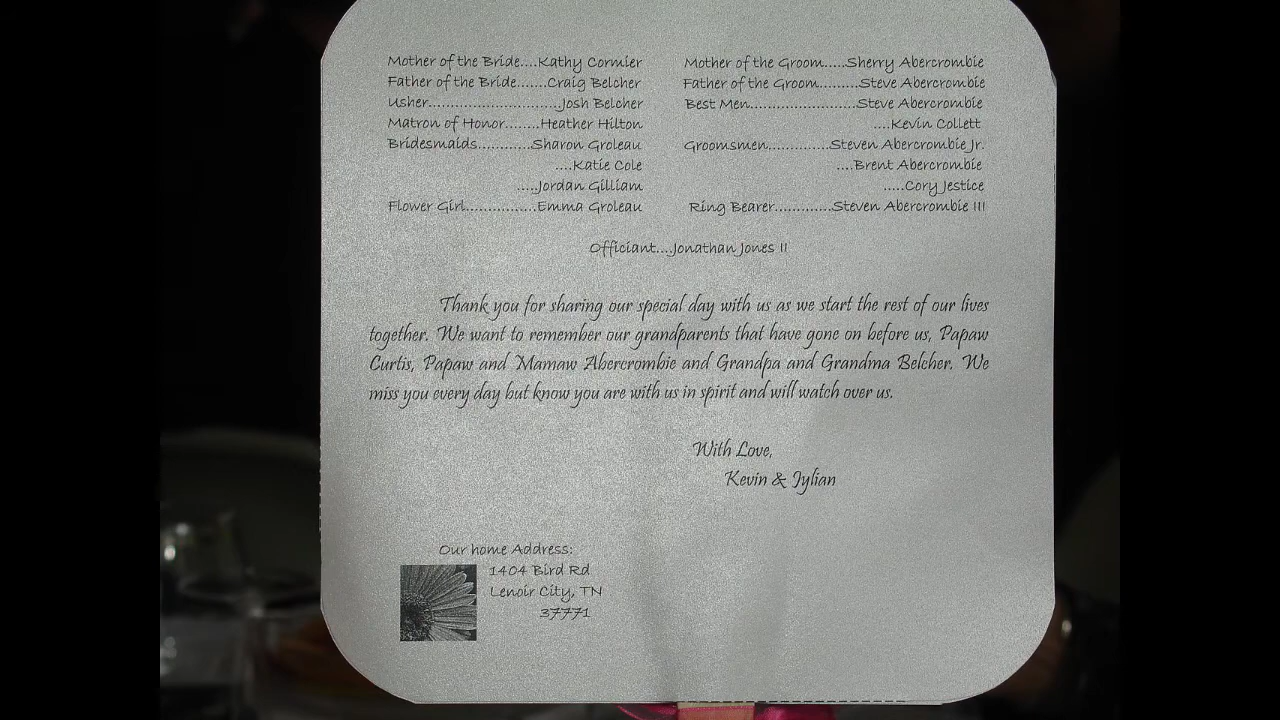 Mother of the Bride....Kathy Cormier
Father of the Bride.......Craig Belcher
Usher..............................Josh Belcher
Matron of Honor........Heather Hilton
Bridesmaids............Sharon Groleau
....Katie Cole
.....Jordan Gilliam
Flower Girl................Emma Groleau
Mother of the Groom.....Sherry Abercrombie
Father of the Groom.........Steve Abercrombie
Best Men........................Steve Abercrombie
....Kevin Collett
Groomsmen..............Steven Abercrombie Jr.
....Brent Abercrombie
.....Cory Jestice
Ring Bearer.............Steven Abercrombie III
Officiant....Jonathan Jones II
Thank you for sharing our special day with us as we start the rest of our lives
together. We want to remember our grandparents that have gone on before us, Papaw
Curtis, Papaw and Mamaw Abercrombie and Grandpa and Grandma Belcher. We
miss you every day but know you are with us in spirit and will watch over us.
With Love,
Kevin & Jylian
Our home Address:
1404 Bird Rd
Lenoir City, TN
37771